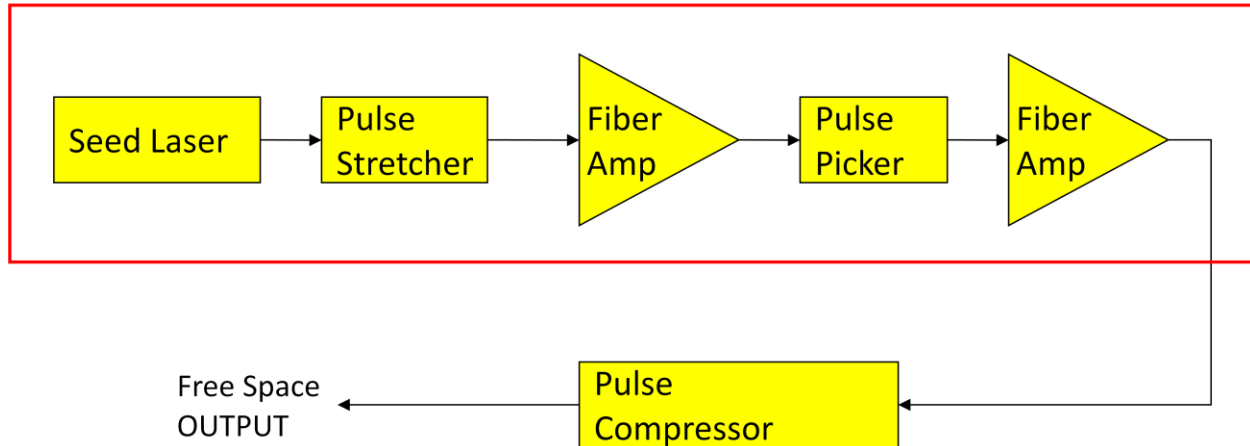 Seed Laser
Pulse
Stretcher
Fiber
Amp
Pulse
Picker
Fiber
Amp
Free Space
OUTPUT
Pulse
Compressor